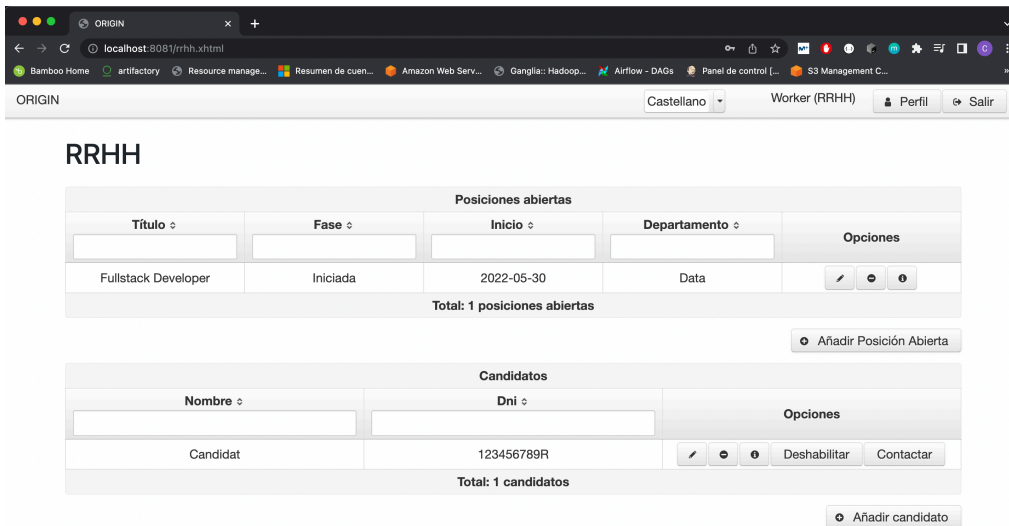 ORIGIN
localhost:8081/rrhh.xhtml
Bamboo Home artifactory Resource manage... Resumen de cuen... Amazon Web Serv... Ganglia:: Hadoop... Airflow - DAGs Panel de control [... S3 Management C... »
ORIGIN Castellano Worker (RRHH) Perfil Salir
RRHH
Posiciones abiertas
Título Fase Inicio Departamento Opciones
Fullstack Developer Iniciada 2022-05-30 Data
Total: 1 posiciones abiertas
Añadir Posición Abierta
Candidatos
Nombre Dni Opciones
Candidat 123456789R Deshabilitar Contactar
Total: 1 candidatos
Añadir candidato